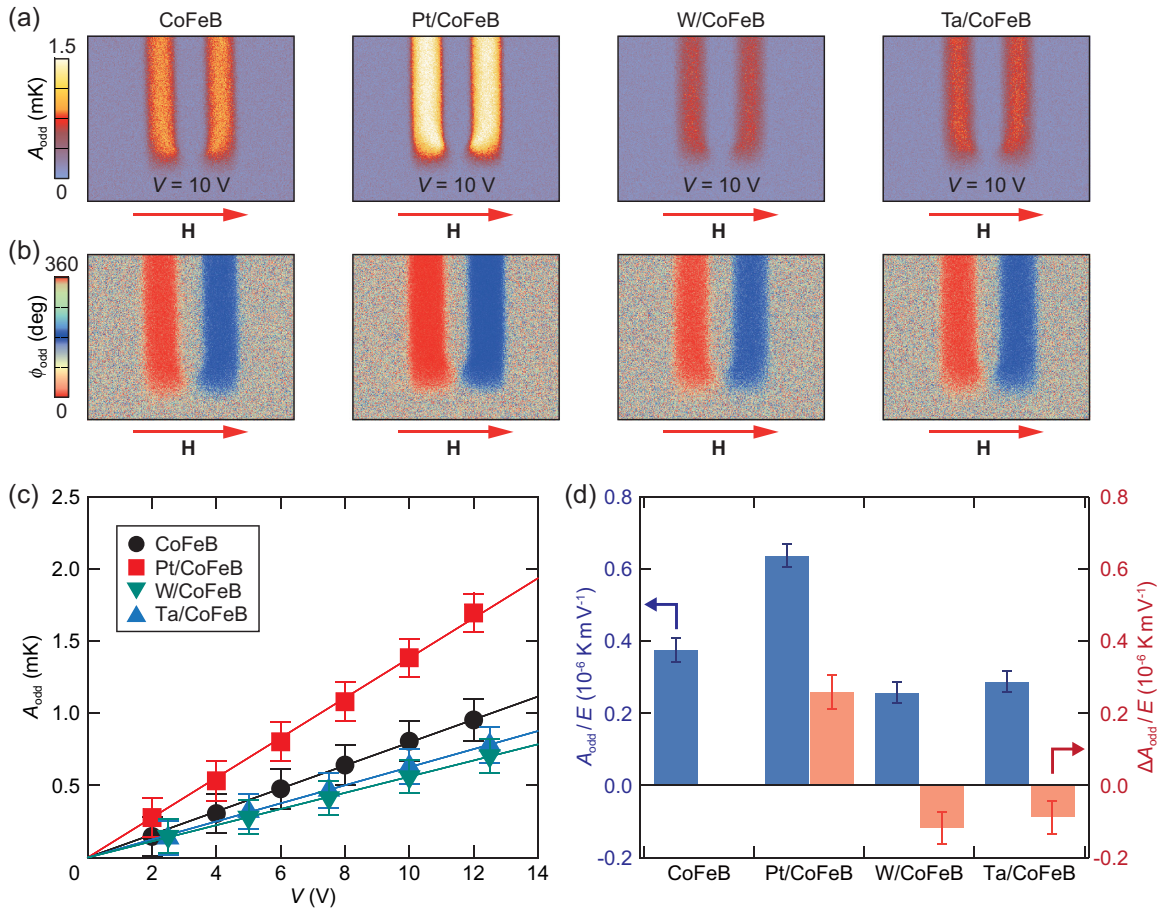 (a)
CoFeB Pt/CoFeB W/CoFeB Ta/CoFeB
1.5
A_odd (mK)
0
V = 10 V V = 10 V V = 10 V V = 10 V
H H H H
(b)
360
ϕ_odd (deg)
0
H H H H
(c)
2.5
2.0
1.5
1.0
0.5
0
A_odd (mK)
CoFeB
Pt/CoFeB
W/CoFeB
Ta/CoFeB
2 4 6 8 10 12 14
V (V)
(d)
0.8
0.6
0.4
0.2
0.0
-0.2
A_odd / E (10⁻⁶ K m V⁻¹)
0.8
0.6
0.4
0.2
0.0
-0.2
ΔA_odd / E (10⁻⁶ K m V⁻¹)
CoFeB Pt/CoFeB W/CoFeB Ta/CoFeB